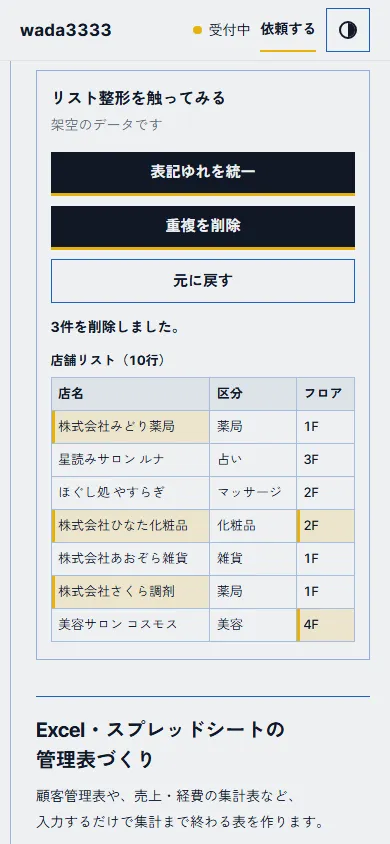 wada3333
受付中 依頼する
リスト整形を触ってみる
架空のデータです
表記ゆれを統一
重複を削除
元に戻す
3件を削除しました。
店舗リスト（10行）
店名 区分 フロア
株式会社みどり薬局 薬局 1F
星読みサロン ルナ 占い 3F
ほぐし処 やすらぎ マッサージ 2F
株式会社ひなた化粧品 化粧品 2F
株式会社あおぞら雑貨 雑貨 1F
株式会社さくら調剤 薬局 1F
美容サロン コスモス 美容 4F
Excel・スプレッドシートの
管理表づくり
顧客管理表や、売上・経費の集計表など、
入力するだけで集計まで終わる表を作ります。